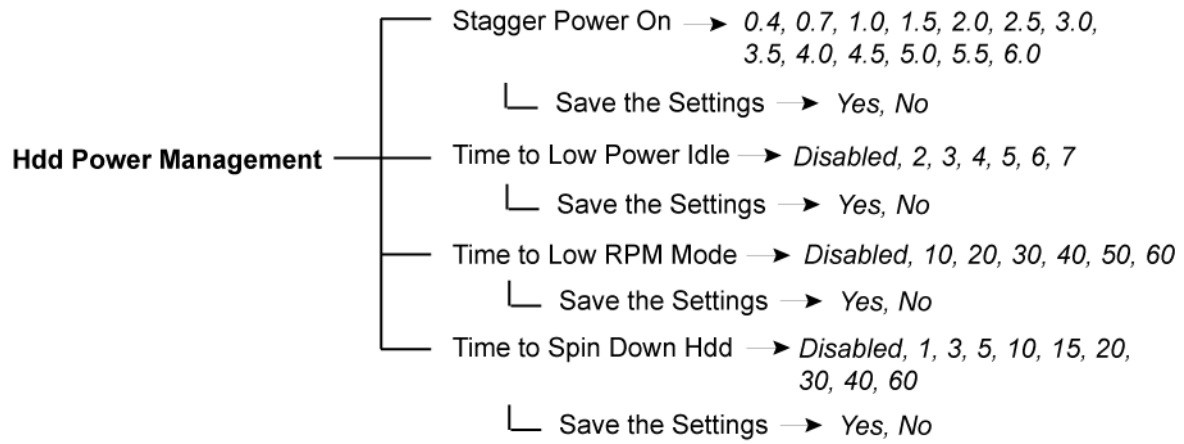 Stagger Power On 0.4, 0.7, 1.0, 1.5, 2.0, 2.5, 3.0,
3.5, 4.0, 4.5, 5.0, 5.5, 6.0
Save the Settings Yes, No
Hdd Power Management Time to Low Power Idle Disabled, 2, 3, 4, 5, 6, 7
Save the Settings Yes, No
Time to Low RPM Mode Disabled, 10, 20, 30, 40, 50, 60
Save the Settings Yes, No
Time to Spin Down Hdd Disabled, 1, 3, 5, 10, 15, 20,
30, 40, 60
Save the Settings Yes, No